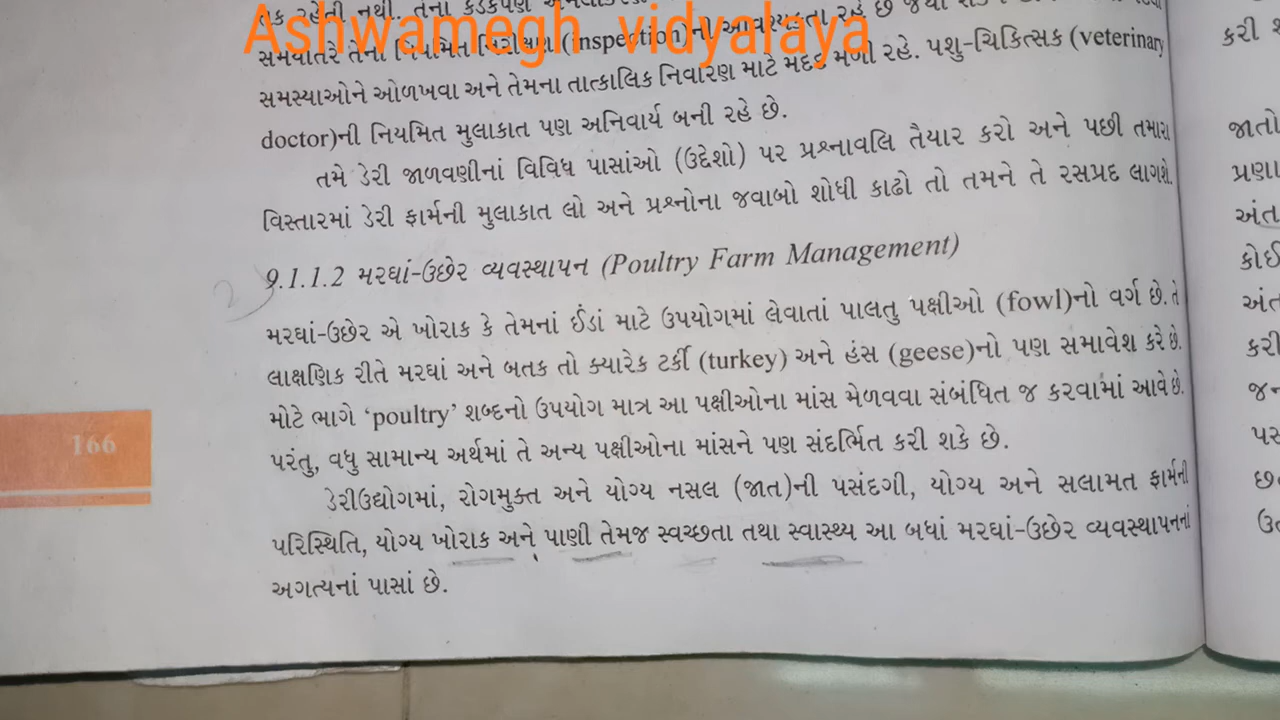 Ashwamegh vidyalaya
રહેતી નથી. તેના
(inspection)ની આવશ્યકતા રહે છે
કરી
સમસ્યાઓને ઓળખવા અને તેમના તાત્કાલિક નિવારણ માટે મદદ મળી રહે. પશુ-ચિકિત્સક (veterinary
doctor)ની નિયમિત મુલાકાત પણ અનિવાર્ય બની રહે છે.
તમે ડેરી જાળવણીનાં વિવિધ પાસાંઓ (ઉદ્દેશો) પર પ્રશ્નાવલિ તૈયાર કરો અને પછી તમારા
વિસ્તારમાં ડેરી ફાર્મની મુલાકાત લો અને પ્રશ્નોના જવાબો શોધી કાઢો તો તમને તે રસપ્રદ લાગશે.
9.1.1.2 મરઘાં-ઉછેર વ્યવસ્થાપન (Poultry Farm Management)
મરઘાં-ઉછેર એ ખોરાક કે તેમનાં ઈંડાં માટે ઉપયોગમાં લેવાતાં પાલતુ પક્ષીઓ (fowl)નો વર્ગ છે. તે
લાક્ષણિક રીતે મરઘાં અને બતક તો ક્યારેક ટર્કી (turkey) અને હંસ (geese)નો પણ સમાવેશ કરે છે.
મોટે ભાગે ‘poultry’ શબ્દનો ઉપયોગ માત્ર આ પક્ષીઓના માંસ મેળવવા સંબંધિત જ કરવામાં આવે છે.
પરંતુ, વધુ સામાન્ય અર્થમાં તે અન્ય પક્ષીઓના માંસને પણ સંદર્ભિત કરી શકે છે.
ડેરીઉદ્યોગમાં, રોગમુક્ત અને યોગ્ય નસલ (જાત)ની પસંદગી, યોગ્ય અને સલામત ફાર્મની
પરિસ્થિતિ, યોગ્ય ખોરાક અને પાણી તેમજ સ્વચ્છતા તથા સ્વાસ્થ્ય આ બધાં મરઘાં-ઉછેર વ્યવસ્થાપનનાં
અગત્યનાં પાસાં છે.
166
જાતો
પ્રણા
અંત
કોઈ
અંત
કરી